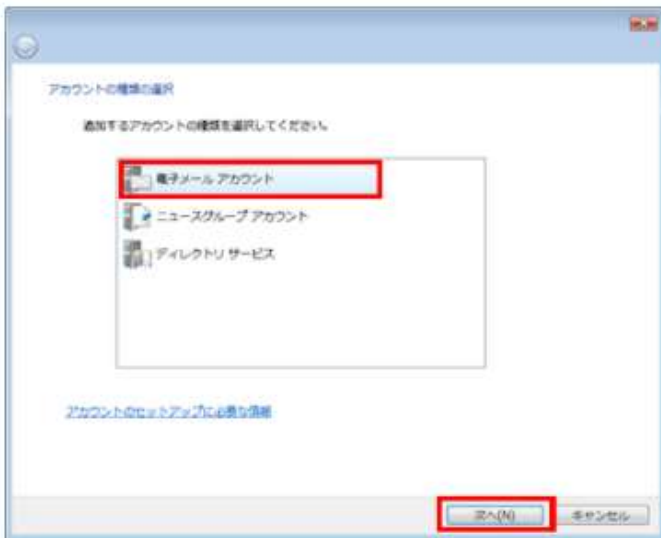 アカウントの種類の選択
追加するアカウントの種類を選択してください。
電子メール アカウント
ニュースグループ アカウント
ディレクトリ サービス
アカウントのセットアップに必要な情報
次へ(N)
キャンセル